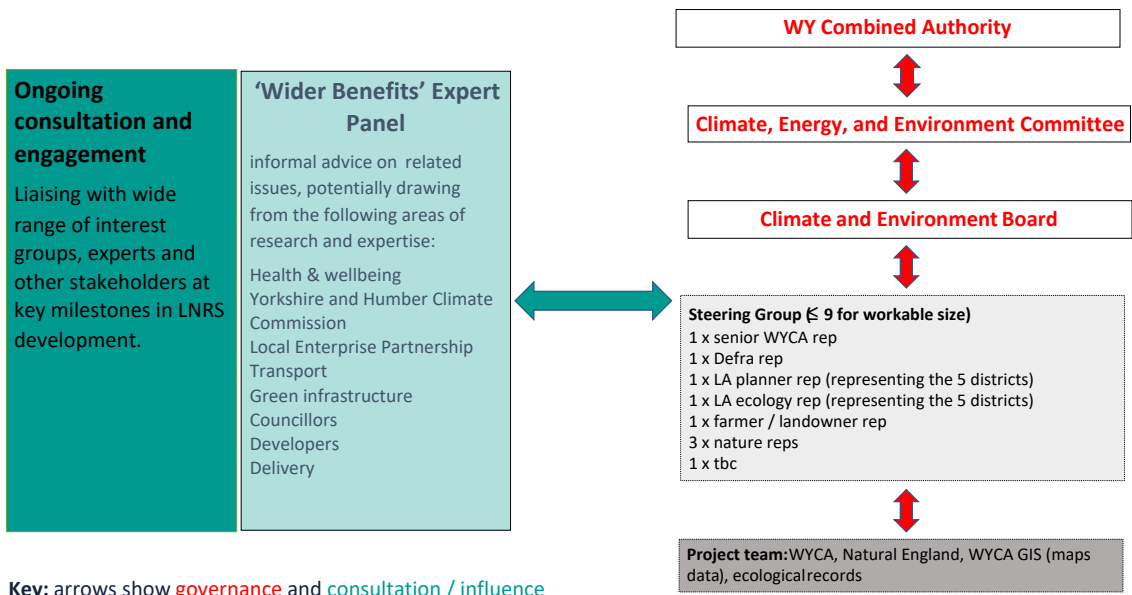 Ongoing
consultation and
engagement
Liaising with wide
range of interest
groups, experts and
other stakeholders at
key milestones in LNRS
development.
‘Wider Benefits’ Expert
Panel
informal advice on related
issues, potentially drawing
from the following areas of
research and expertise:
Health & wellbeing
Yorkshire and Humber Climate
Commission
Local Enterprise Partnership
Transport
Green infrastructure
Councillors
Developers
Delivery
WY Combined Authority
Climate, Energy, and Environment Committee
Climate and Environment Board
Steering Group (≤ 9 for workable size)
1 x senior WYCA rep
1 x Defra rep
1 x LA planner rep (representing the 5 districts)
1 x LA ecology rep (representing the 5 districts)
1 x farmer / landowner rep
3 x nature reps
1 x tbc
Project team: WYCA, Natural England, WYCA GIS (maps
data), ecological records
Key: arrows show governance and consultation / influence